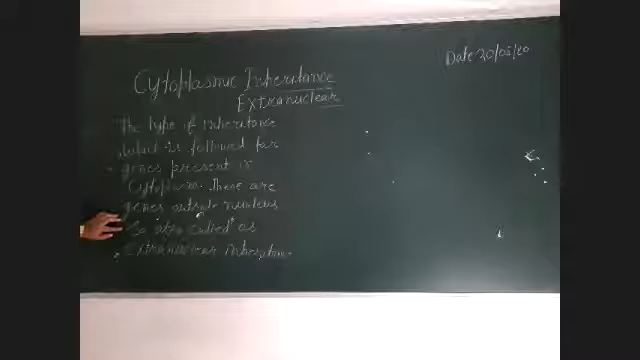 Date 20/05/20
Cytoplasmic Inheritance
Extranuclear
The type of inheritance
which is followed for
genes present in
Cytoplasm. These are
genes outside nucleus
So also called as
Extranuclear Inheritance